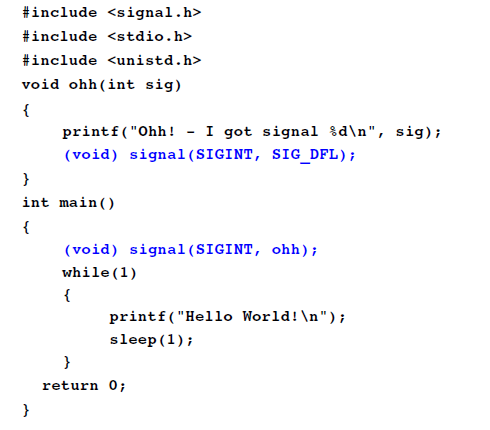 #include <signal.h>
#include <stdio.h>
#include <unistd.h>
void ohh(int sig)
{
printf("Ohh! - I got signal %d\n", sig);
(void) signal(SIGINT, SIG_DFL);
}
int main()
{
(void) signal(SIGINT, ohh);
while(1)
{
printf("Hello World!\n");
sleep(1);
}
return 0;
}